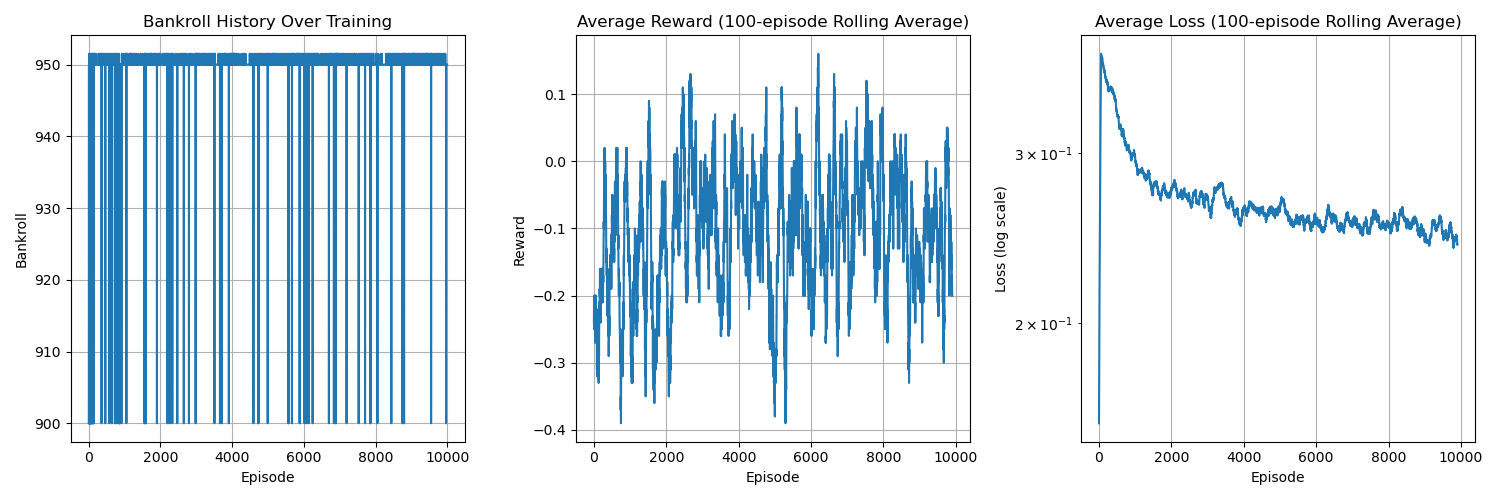 Bankroll History Over Training
Bankroll
950
940
930
920
910
900
0 2000 4000 6000 8000 10000
Episode
Average Reward (100-episode Rolling Average)
Reward
0.1
0.0
−0.1
−0.2
−0.3
−0.4
0 2000 4000 6000 8000 10000
Episode
Average Loss (100-episode Rolling Average)
Loss (log scale)
3 × 10⁻¹
2 × 10⁻¹
0 2000 4000 6000 8000 10000
Episode